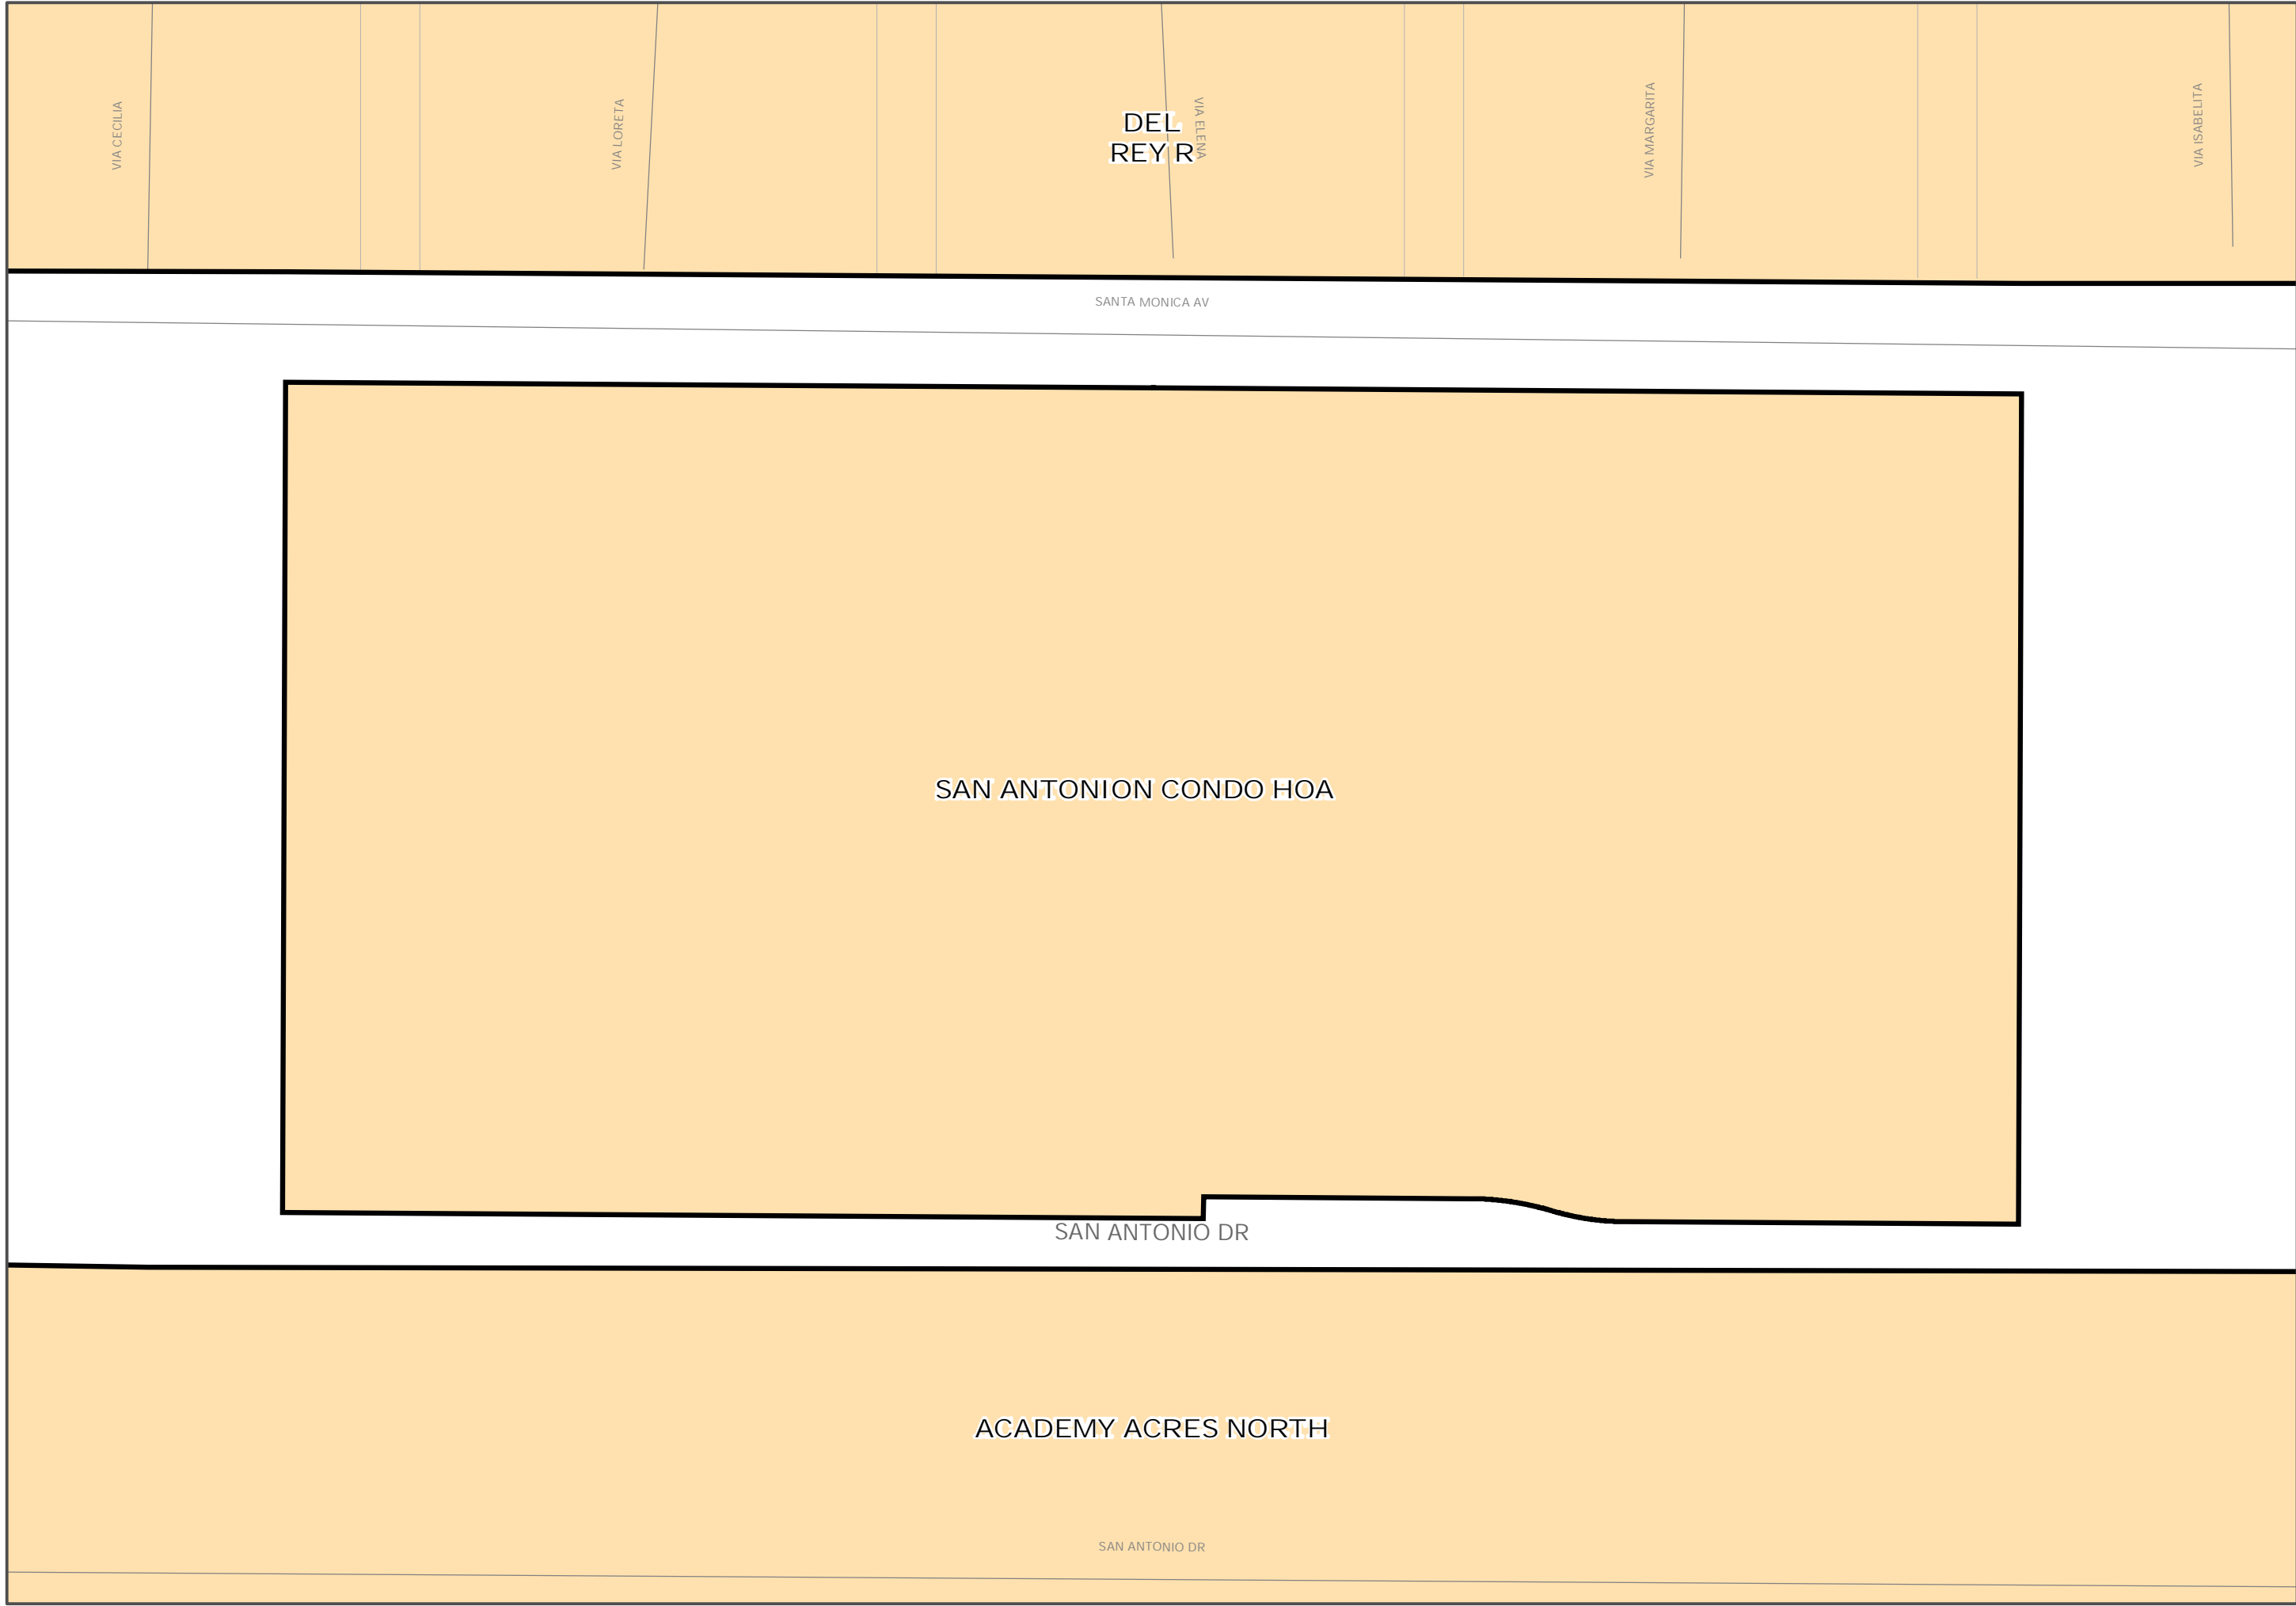 VIA CECILIA
VIA LORETA
DEL
REY R
VIA ELENA
VIA MARGARITA
VIA ISABELITA
SANTA MONICA AV
SAN ANTONION CONDO HOA
SAN ANTONIO DR
ACADEMY ACRES NORTH
SAN ANTONIO DR